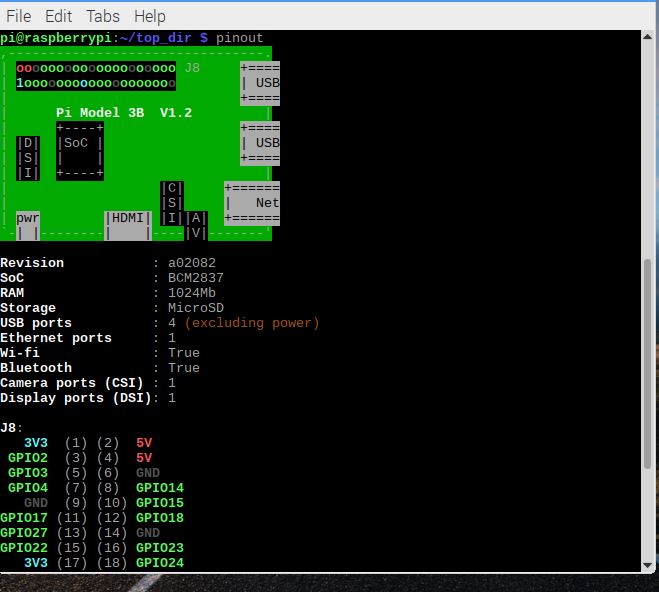 File Edit Tabs Help
pi@raspberrypi:~/top_dir $ pinout
,--------------------------------.
| oooooooooooooooooooo J8     +====
| 1ooooooooooooooooooo        | USB
|                             +====
|      Pi Model 3B  V1.2      |
|      +----+                 +====
| |D|  |SoC |                 | USB
| |S|  |    |                 +====
| |I|  +----+                 |
|                   |C|     +======
|                   |S|     |   Net
| pwr        |HDMI| |I||A|  +======
`-| |--------|    |----|V|-------'
Revision : a02082
SoC : BCM2837
RAM : 1024Mb
Storage : MicroSD
USB ports : 4 (excluding power)
Ethernet ports : 1
Wi-fi : True
Bluetooth : True
Camera ports (CSI) : 1
Display ports (DSI): 1
J8:
3V3 (1) (2) 5V
GPIO2 (3) (4) 5V
GPIO3 (5) (6) GND
GPIO4 (7) (8) GPIO14
GND (9) (10) GPIO15
GPIO17 (11) (12) GPIO18
GPIO27 (13) (14) GND
GPIO22 (15) (16) GPIO23
3V3 (17) (18) GPIO24